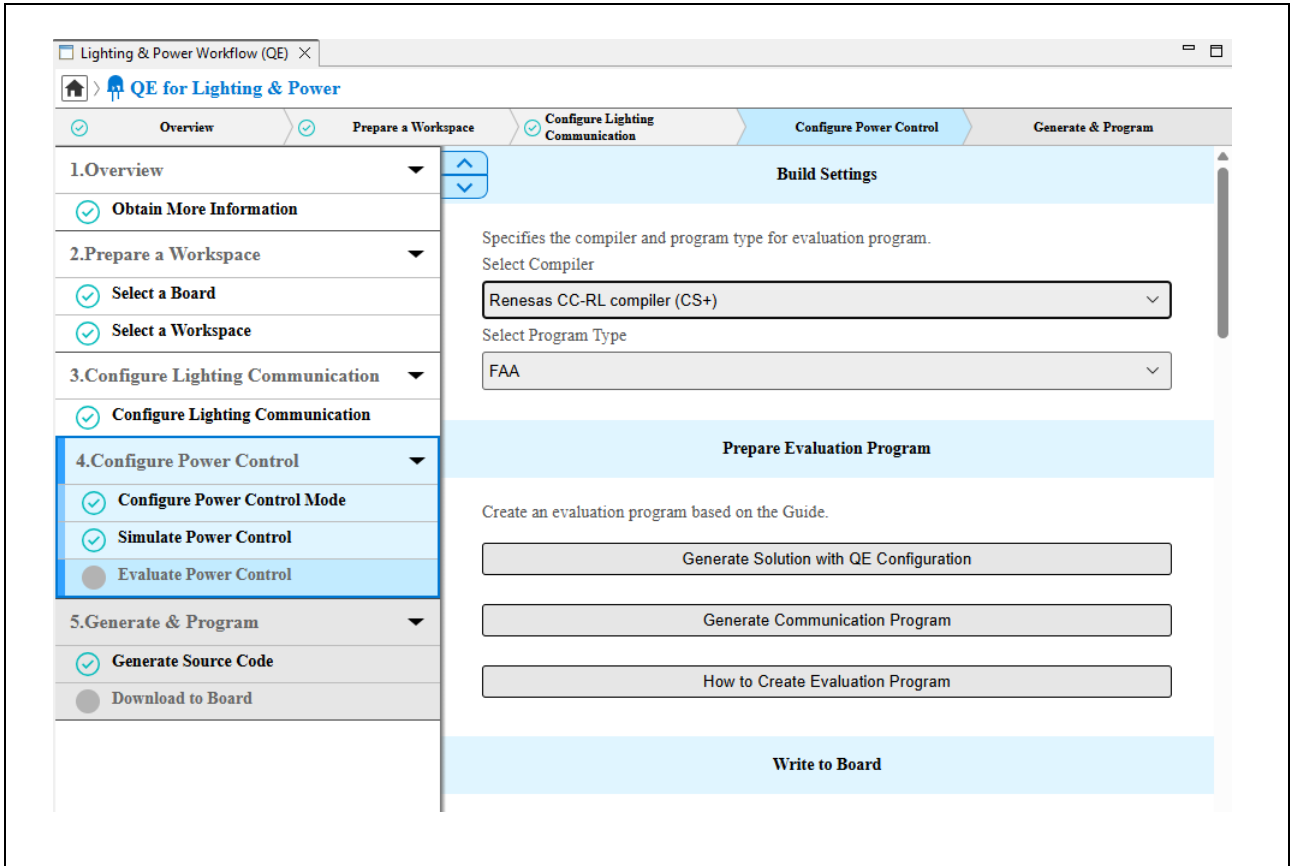 Lighting & Power Workflow (QE)
QE for Lighting & Power
Overview
Prepare a Workspace
Configure Lighting
Communication
Configure Power Control
Generate & Program
1.Overview
Obtain More Information
2.Prepare a Workspace
Select a Board
Select a Workspace
3.Configure Lighting Communication
Configure Lighting Communication
4.Configure Power Control
Configure Power Control Mode
Simulate Power Control
Evaluate Power Control
5.Generate & Program
Generate Source Code
Download to Board
Build Settings
Specifies the compiler and program type for evaluation program.
Select Compiler
Renesas CC-RL compiler (CS+)
Select Program Type
FAA
Prepare Evaluation Program
Create an evaluation program based on the Guide.
Generate Solution with QE Configuration
Generate Communication Program
How to Create Evaluation Program
Write to Board